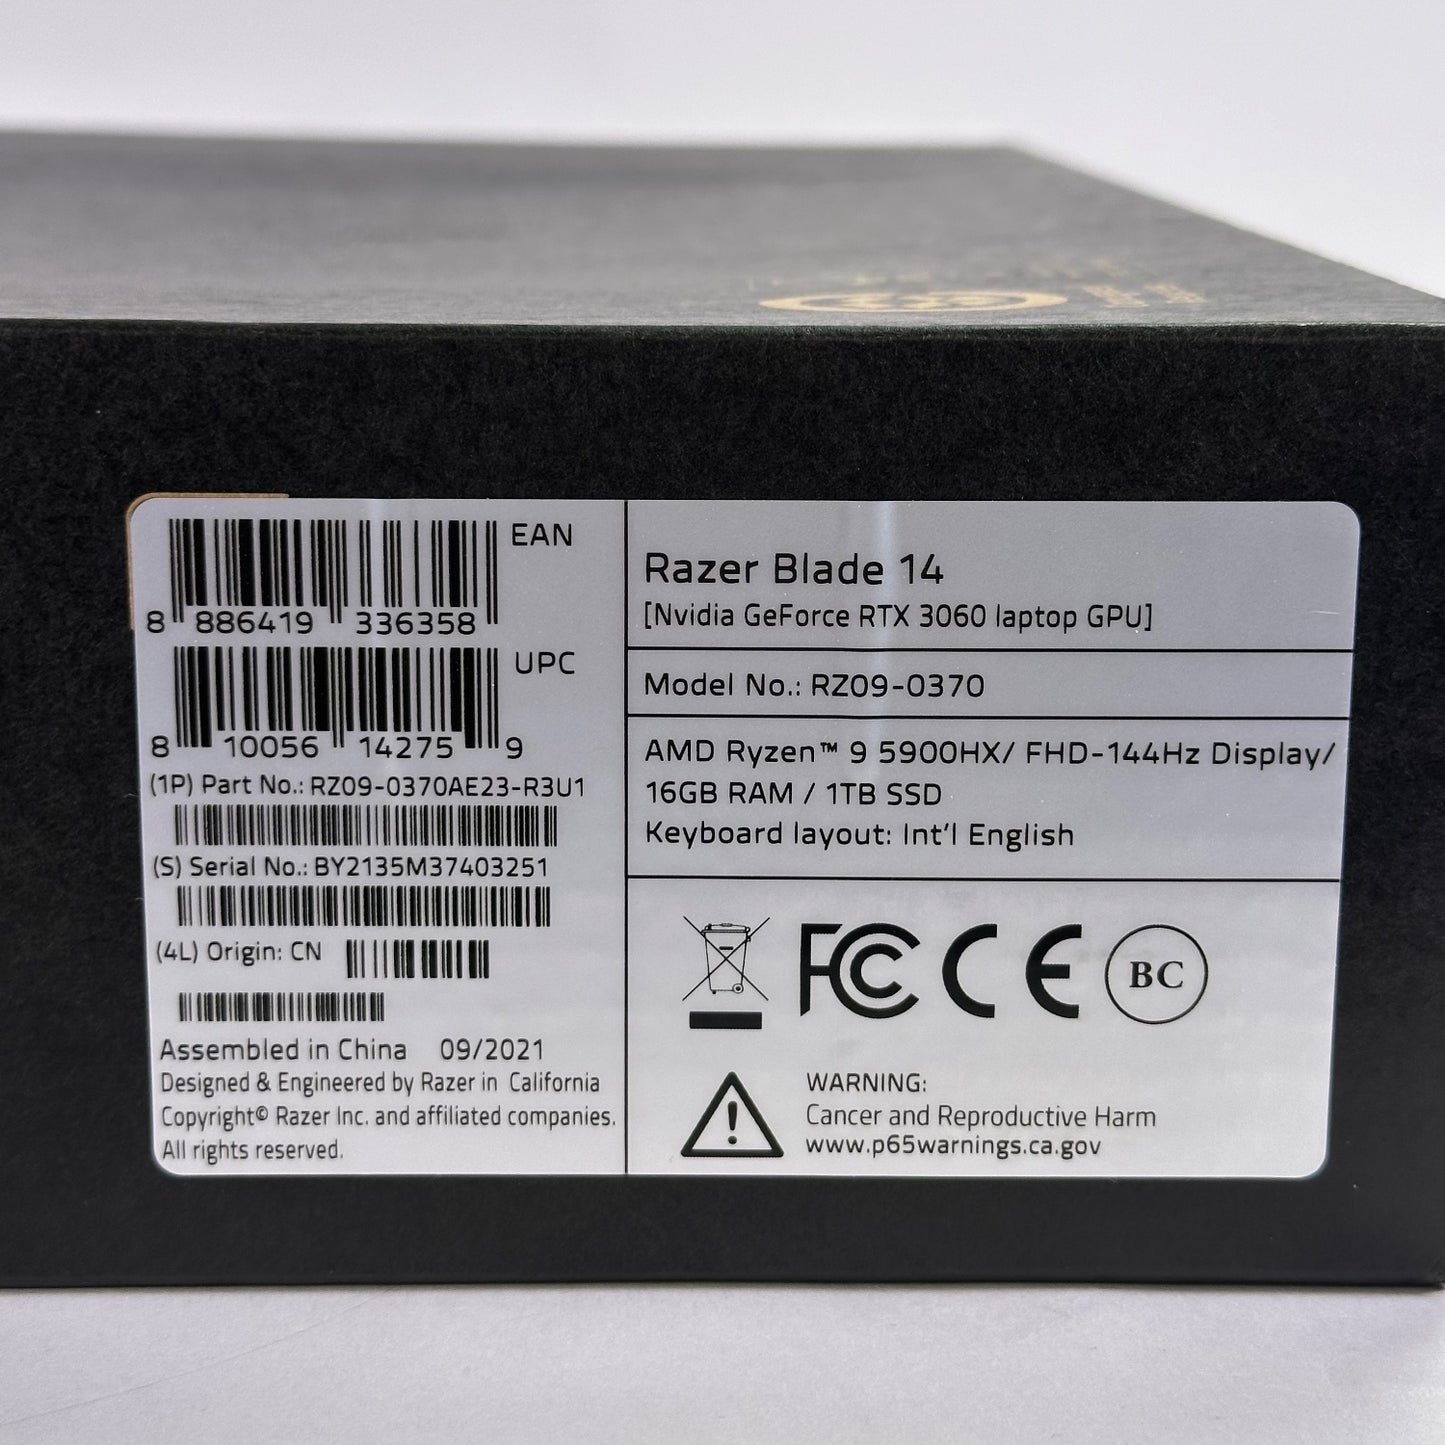 EAN
8 886419 336358
UPC
8 10056 14275 9
(1P) Part No.: RZ09-0370AE23-R3U1
(S) Serial No.: BY2135M37403251
(4L) Origin: CN
Assembled in China 09/2021
Designed & Engineered by Razer in California
Copyright© Razer Inc. and affiliated companies.
All rights reserved.
Razer Blade 14
[Nvidia GeForce RTX 3060 laptop GPU]
Model No.: RZ09-0370
AMD Ryzen™ 9 5900HX/ FHD-144Hz Display/
16GB RAM / 1TB SSD
Keyboard layout: Int'l English
FC CE BC
WARNING:
Cancer and Reproductive Harm
www.p65warnings.ca.gov